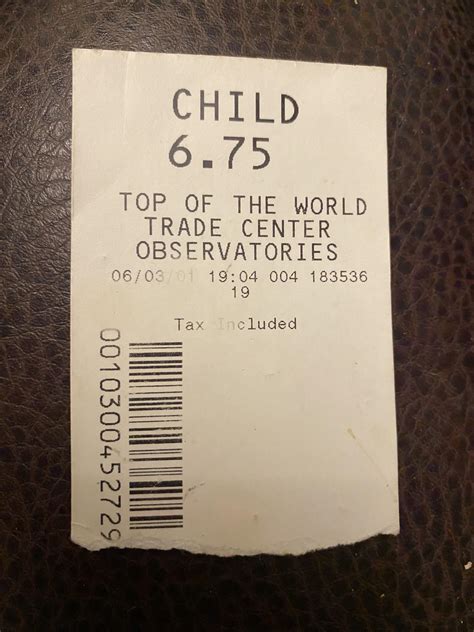 CHILD
6.75
TOP OF THE WORLD
TRADE CENTER
OBSERVATORIES
06/03/01 19:04 004 183536
19
Tax Included
0010300452729